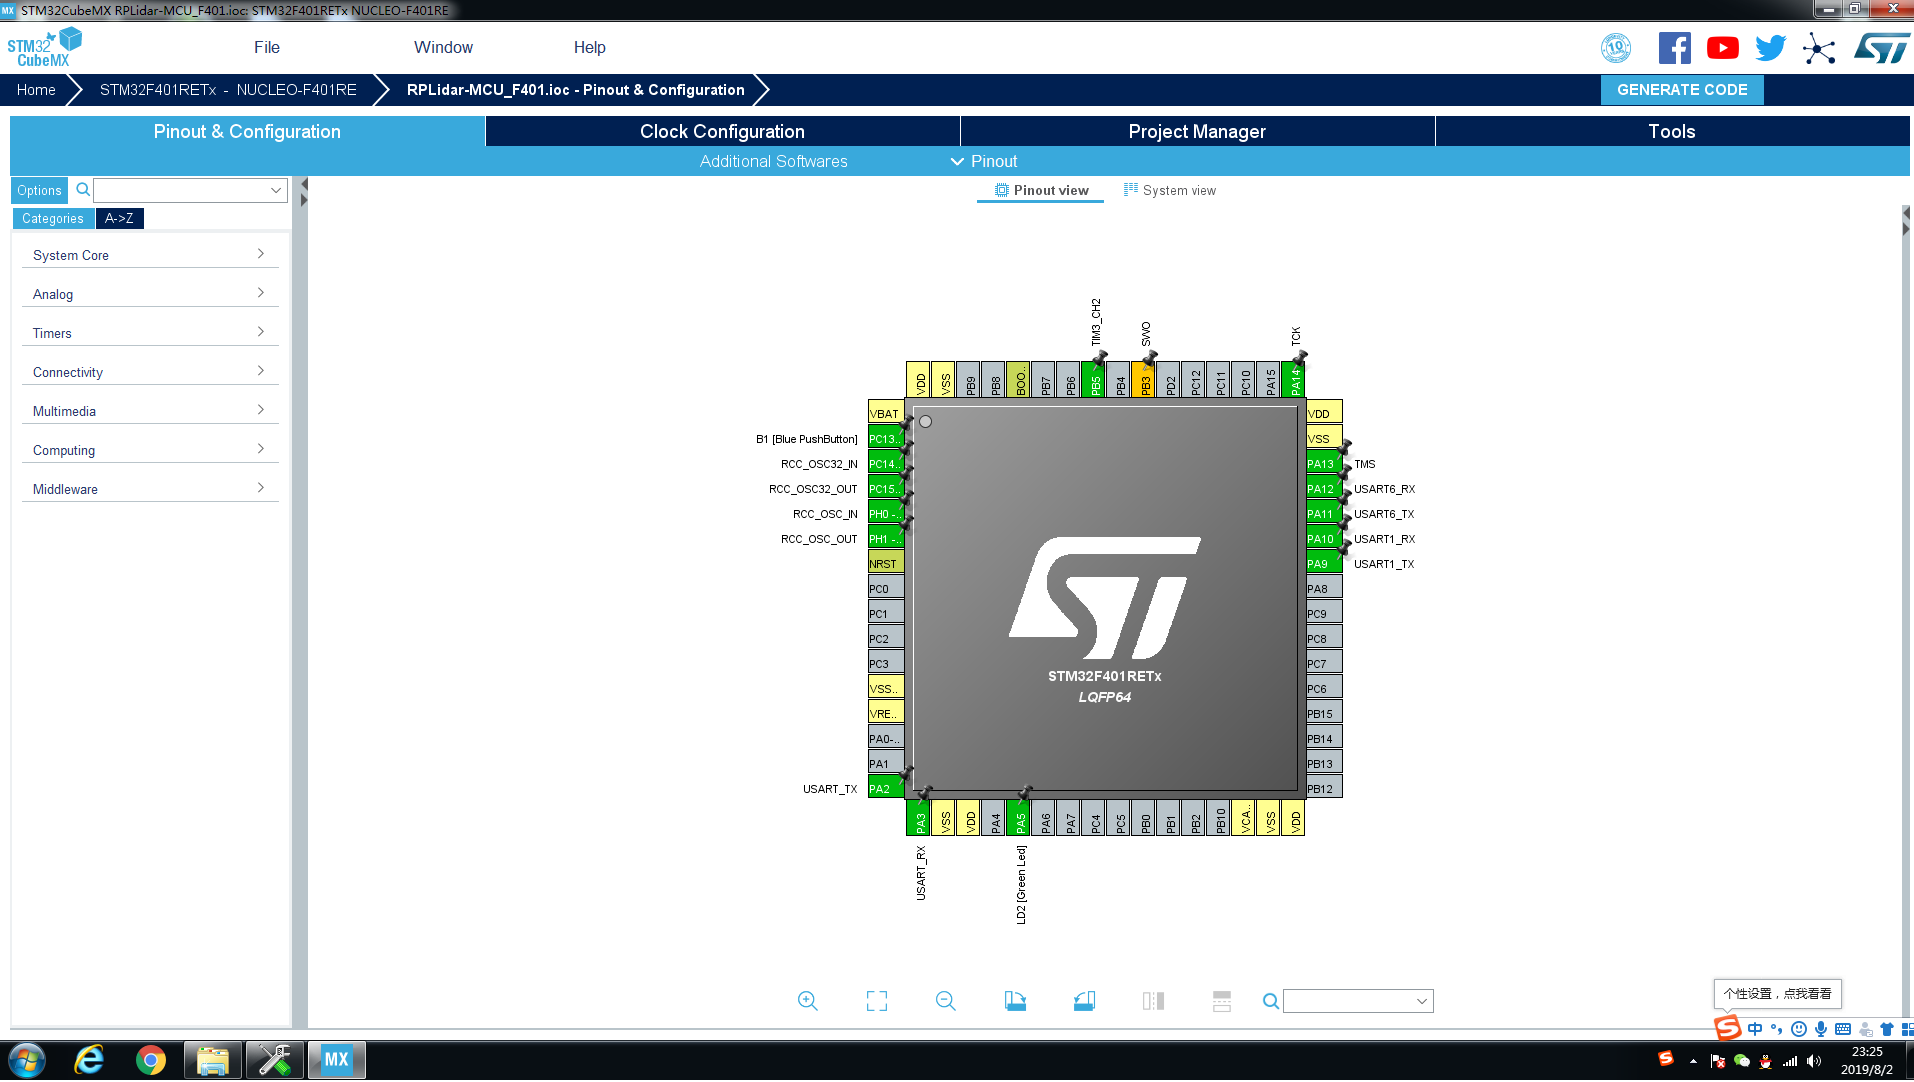 MX STM32CubeMX RPLidar-MCU_F401.ioc: STM32F401RETx NUCLEO-F401RE
STM32
CubeMX
File Window Help
10
ST
Home STM32F401RETx - NUCLEO-F401RE RPLidar-MCU_F401.ioc - Pinout & Configuration GENERATE CODE
Pinout & Configuration Clock Configuration Project Manager Tools
Additional Softwares Pinout
Options
Pinout view System view
Categories A->Z
System Core
Analog
Timers
Connectivity
Multimedia
Computing
Middleware
TIM3_CH2 SWO TCK
VDD VSS PB9 PB8 BOO.. PB7 PB6 PB5 PB4 PB3 PD2 PC12 PC11 PC10 PA15 PA14
VBAT VDD
B1 [Blue PushButton] PC13.. VSS
RCC_OSC32_IN PC14.. PA13 TMS
RCC_OSC32_OUT PC15.. PA12 USART6_RX
RCC_OSC_IN PH0 -.. PA11 USART6_TX
RCC_OSC_OUT PH1 -.. PA10 USART1_RX
NRST PA9 USART1_TX
PC0 PA8
PC1 PC9
PC2 PC8
PC3 PC7
VSS.. PC6
VRE.. PB15
PA0-.. PB14
PA1 PB13
USART_TX PA2 PB12
ST
STM32F401RETx
LQFP64
PA3 VSS VDD PA4 PA5 PA6 PA7 PC4 PC5 PB0 PB1 PB2 PB10 VCA.. VSS VDD
USART_RX LD2 [Green Led]
个性设置，点我看看
S 中
MX
S
23:25
2019/8/2